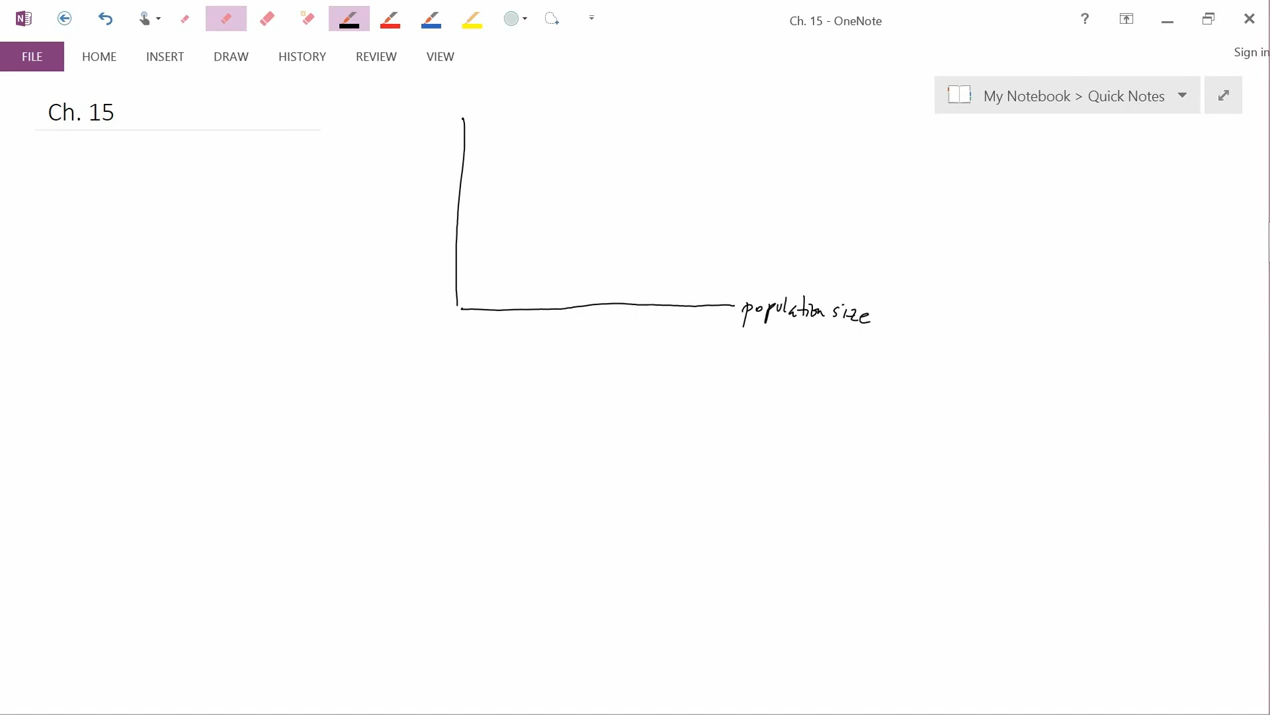 Ch. 15 - OneNote
?
FILE HOME INSERT DRAW HISTORY REVIEW VIEW
Sign in
My Notebook > Quick Notes
Ch. 15
population size